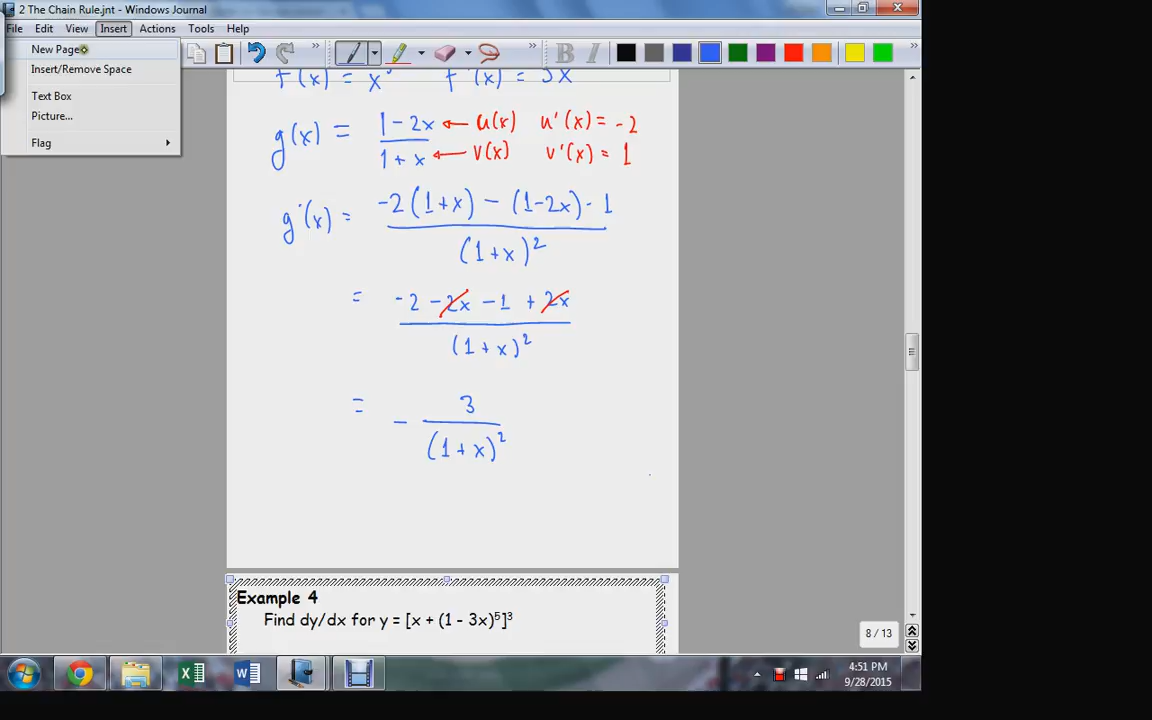 2 The Chain Rule.jnt - Windows Journal
File Edit View Insert Actions Tools Help
New Page
Insert/Remove Space
Text Box
Picture...
Flag
B I
f(x) = x³ f'(x) = 3x
g(x) = 1 - 2x ← u(x) u'(x) = -2
1 + x ← v(x) v'(x) = 1
g'(x) = -2(1+x) - (1-2x) · 1
(1+x)²
= -2 - 2x - 1 + 2x
(1+x)²
= - 3
(1+x)²
Example 4
Find dy/dx for y = [x + (1 - 3x)⁵]³
8 / 13
4:51 PM
9/28/2015